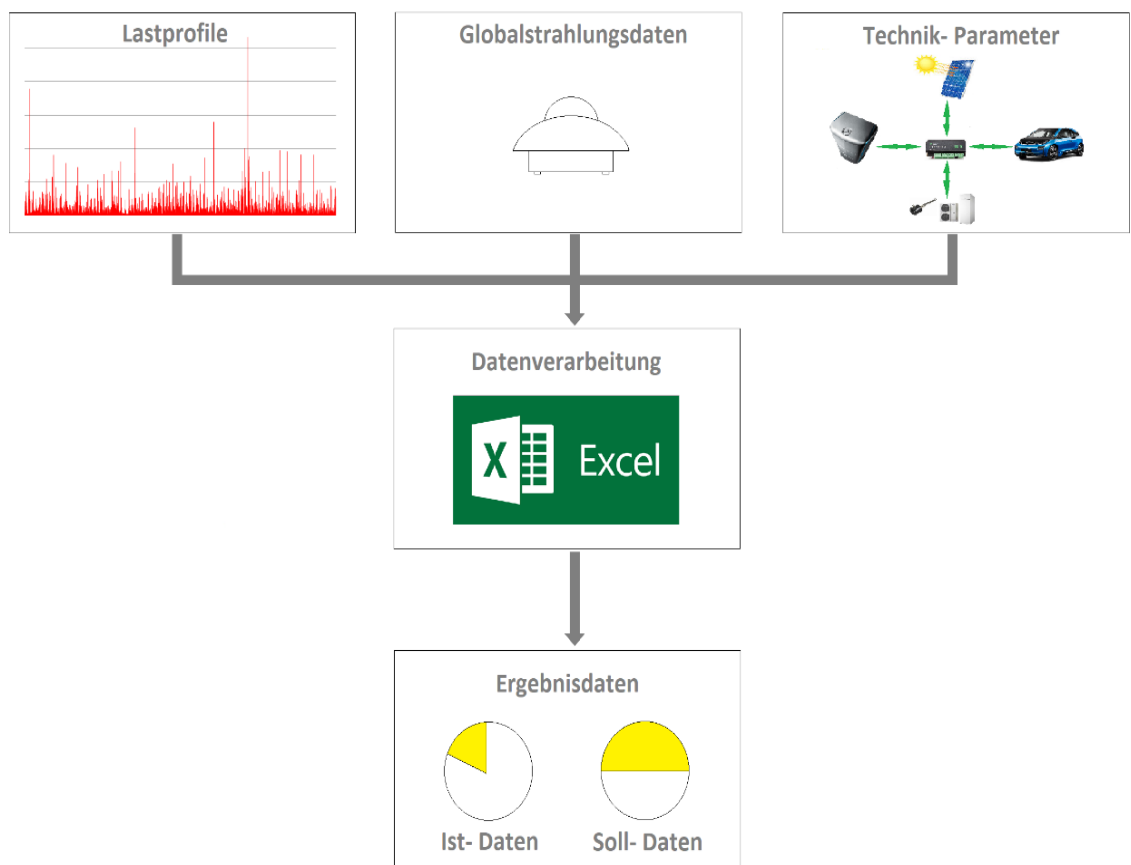 Lastprofile
Globalstrahlungsdaten
Technik- Parameter
Datenverarbeitung
X
Excel
Ergebnisdaten
Ist- Daten
Soll- Daten